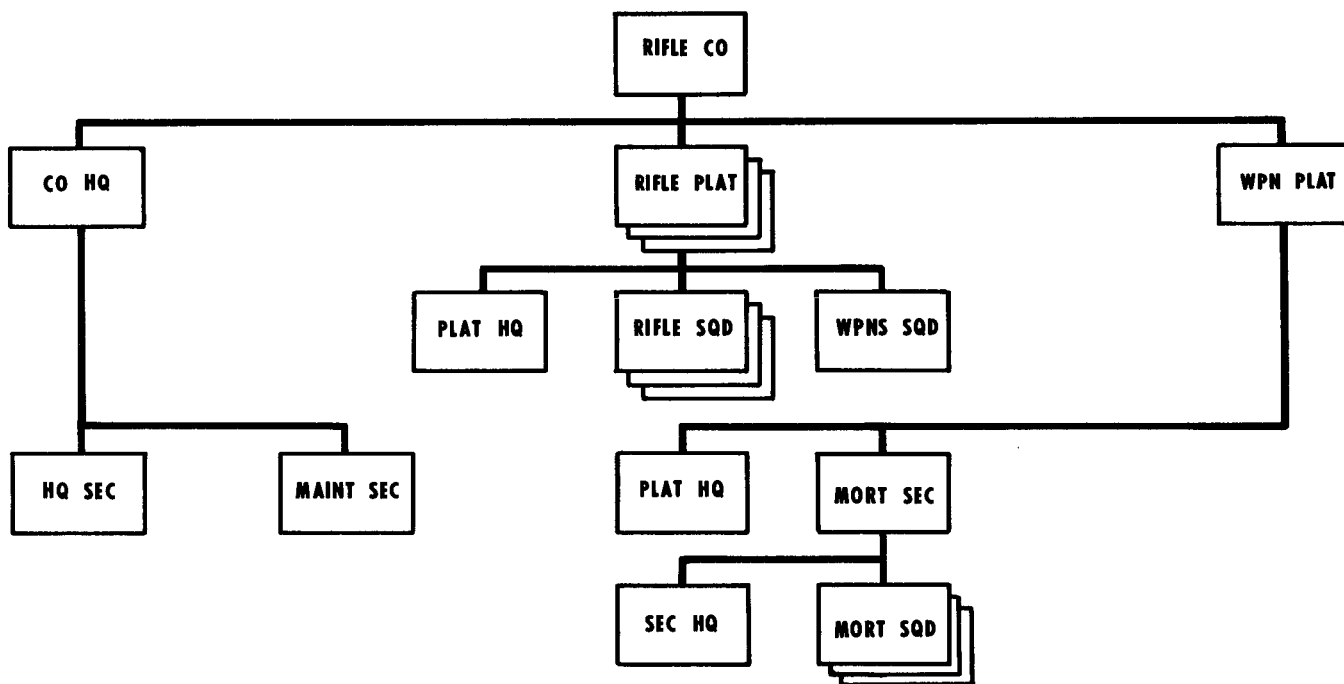 RIFLE CO
CO HQ
RIFLE PLAT
WPN PLAT
PLAT HQ
RIFLE SQD
WPNS SQD
HQ SEC
MAINT SEC
PLAT HQ
MORT SEC
SEC HQ
MORT SQD